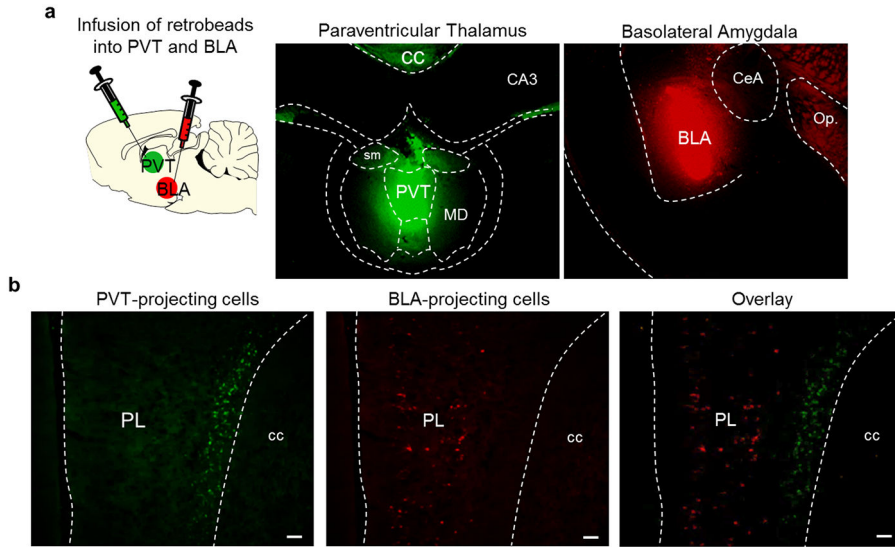 a
Infusion of retrobeads
into PVT and BLA
PVT
BLA
Paraventricular Thalamus
CC
CA3
sm
PVT
MD
Basolateral Amygdala
CeA
BLA
Op.
b
PVT-projecting cells
PL
cc
BLA-projecting cells
PL
cc
Overlay
PL
cc